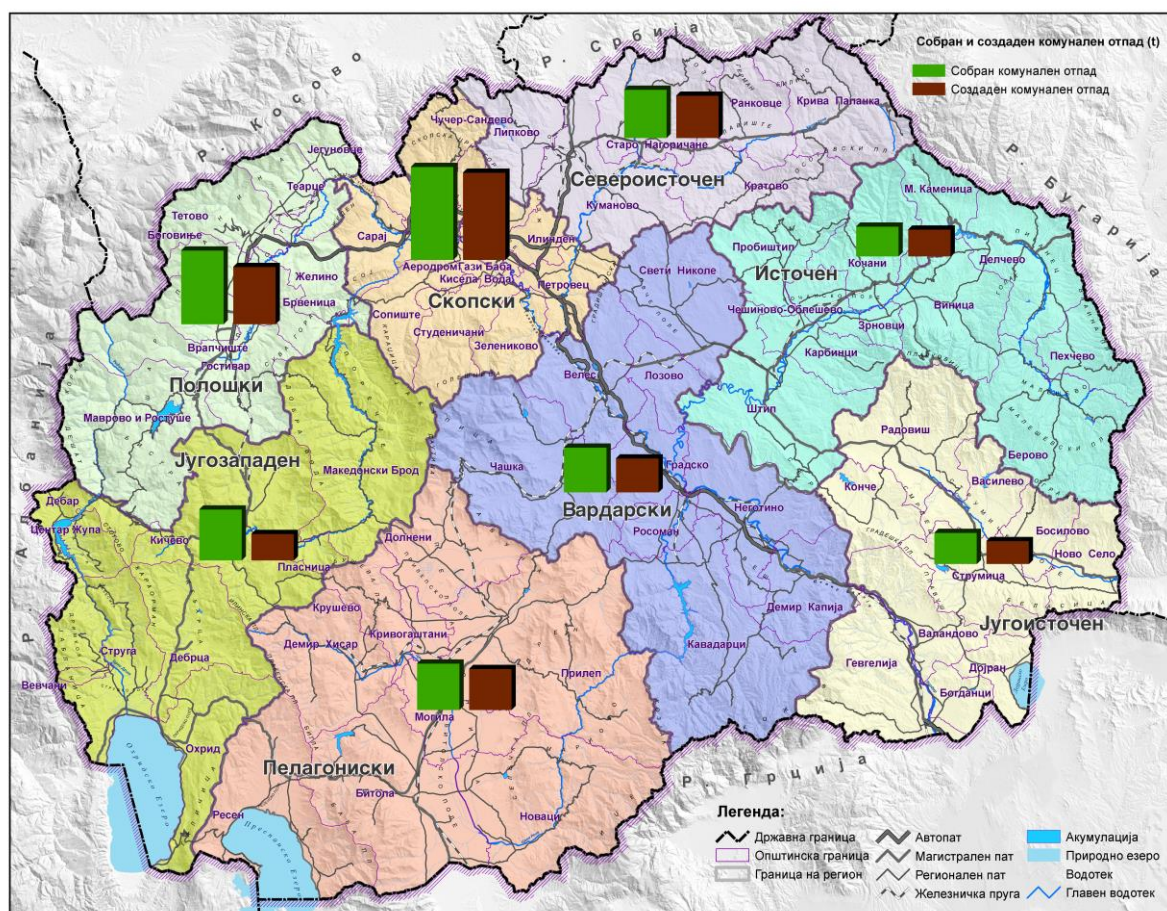 Р. Србија
Р. Косово
Р. Бугарија
Р. Грција
Собран и создаден комунален отпад (t)
Собран комунален отпад
Создаден комунален отпад
Ранковце
Крива Паланка
Чучер-Сандево
Липково
Старо Нагоричане
Јегуновце
Североисточен
Теарце
Кратово
М. Каменица
Куманово
Тетово
Боговиње
Сарај
Илинден
Пробиштип
Кочани
Делчево
Аеродром
Гази Баба
Свети Николе
Источен
Желино
Кисела Вода
Петровец
Брвеница
Скопски
Чешиново-Облешево
Виница
Сопиште
Зрновци
Студеничани
Карбинци
Пехчево
Врапчиште
Зелениково
Гостивар
Велес
Лозово
Полошки
Штип
Маврово и Ростуше
Радовиш
Берово
Југозападен
Македонски Брод
Чашка
Градско
Василево
Конче
Дебар
Вардарски
Неготино
Босилово
Центар Жупа
Росоман
Кичево
Долнени
Ново Село
Пласница
Струмица
Крушево
Демир Капија
Југоисточен
Кривогаштани
Валандово
Демир Хисар
Кавадарци
Струга
Дебрца
Прилеп
Гевгелија
Дојран
Вевчани
Богданци
Могила
Охрид
Пелагониски
Битола
Охридско Езеро
Ресен
Новаци
Преспанско Езеро
Легенда:
Државна граница
Општинска граница
Граница на регион
Автопат
Магистрален пат
Регионален пат
Железничка пруга
Акумулација
Природно езеро
Водотек
Главен водотек